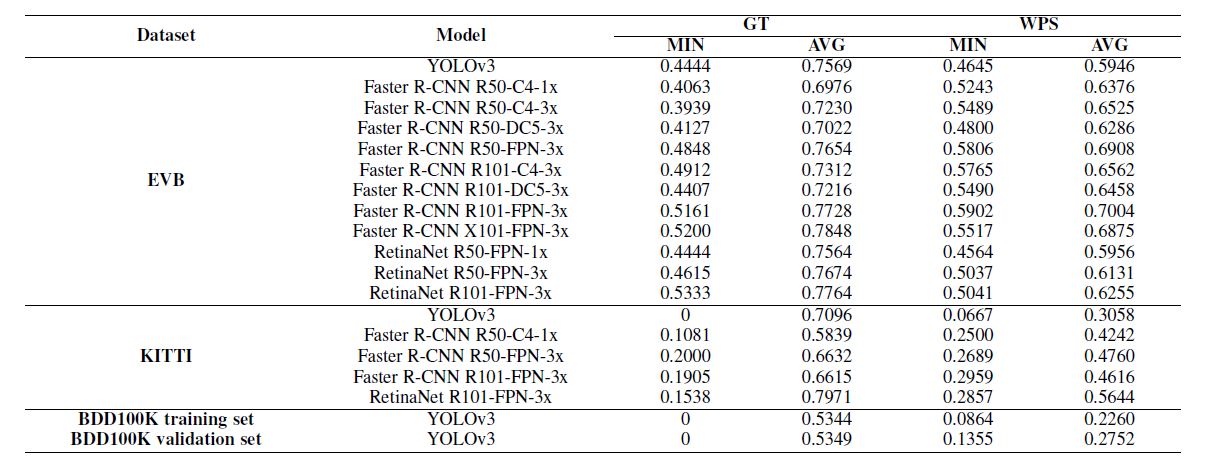 Dataset Model GT WPS
MIN AVG MIN AVG
EVB YOLOv3 0.4444 0.7569 0.4645 0.5946
Faster R-CNN R50-C4-1x 0.4063 0.6976 0.5243 0.6376
Faster R-CNN R50-C4-3x 0.3939 0.7230 0.5489 0.6525
Faster R-CNN R50-DC5-3x 0.4127 0.7022 0.4800 0.6286
Faster R-CNN R50-FPN-3x 0.4848 0.7654 0.5806 0.6908
Faster R-CNN R101-C4-3x 0.4912 0.7312 0.5765 0.6562
Faster R-CNN R101-DC5-3x 0.4407 0.7216 0.5490 0.6458
Faster R-CNN R101-FPN-3x 0.5161 0.7728 0.5902 0.7004
Faster R-CNN X101-FPN-3x 0.5200 0.7848 0.5517 0.6875
RetinaNet R50-FPN-1x 0.4444 0.7564 0.4564 0.5956
RetinaNet R50-FPN-3x 0.4615 0.7674 0.5037 0.6131
RetinaNet R101-FPN-3x 0.5333 0.7764 0.5041 0.6255
KITTI YOLOv3 0 0.7096 0.0667 0.3058
Faster R-CNN R50-C4-1x 0.1081 0.5839 0.2500 0.4242
Faster R-CNN R50-FPN-3x 0.2000 0.6632 0.2689 0.4760
Faster R-CNN R101-FPN-3x 0.1905 0.6615 0.2959 0.4616
RetinaNet R101-FPN-3x 0.1538 0.7971 0.2857 0.5644
BDD100K training set YOLOv3 0 0.5344 0.0864 0.2260
BDD100K validation set YOLOv3 0 0.5349 0.1355 0.2752